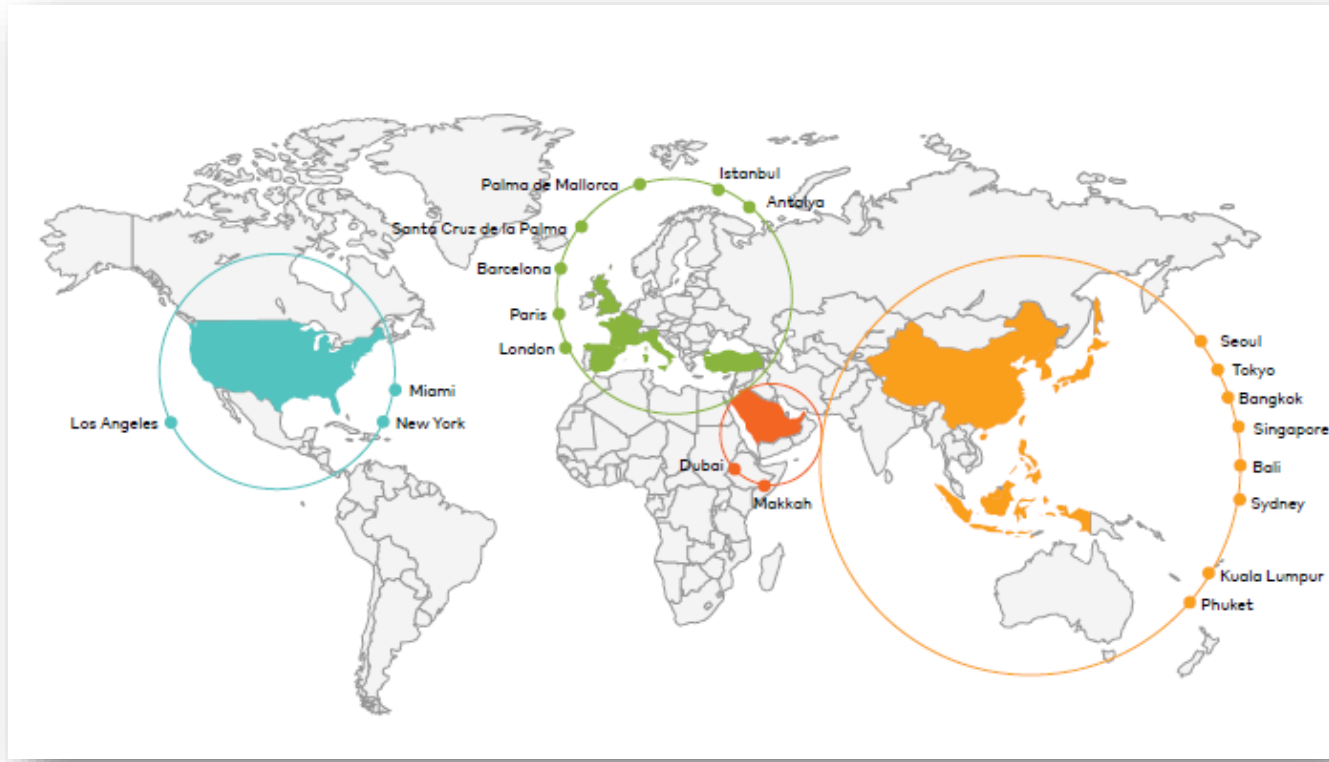 Istanbul
Palma de Mallorca
Antalya
Santa Cruz de la Palma
Barcelona
Paris
London
Miami
Los Angeles
New York
Dubai
Makkah
Seoul
Tokyo
Bangkok
Singapore
Bali
Sydney
Kuala Lumpur
Phuket